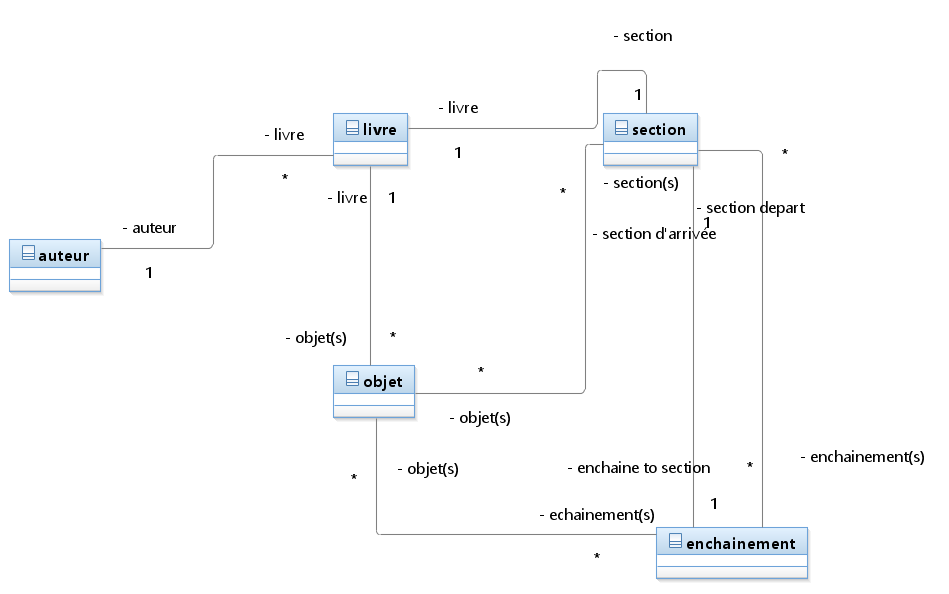 - section
- livre
1
livre
section
- livre
1
*
*
*
- section(s)
- livre
1
- section depart
1
- auteur
- section d'arrivée
auteur
1
- objet(s)
*
objet
*
- objet(s)
- objet(s)
*
- enchaine to section
*
- enchainement(s)
1
- echainement(s)
enchainement
*